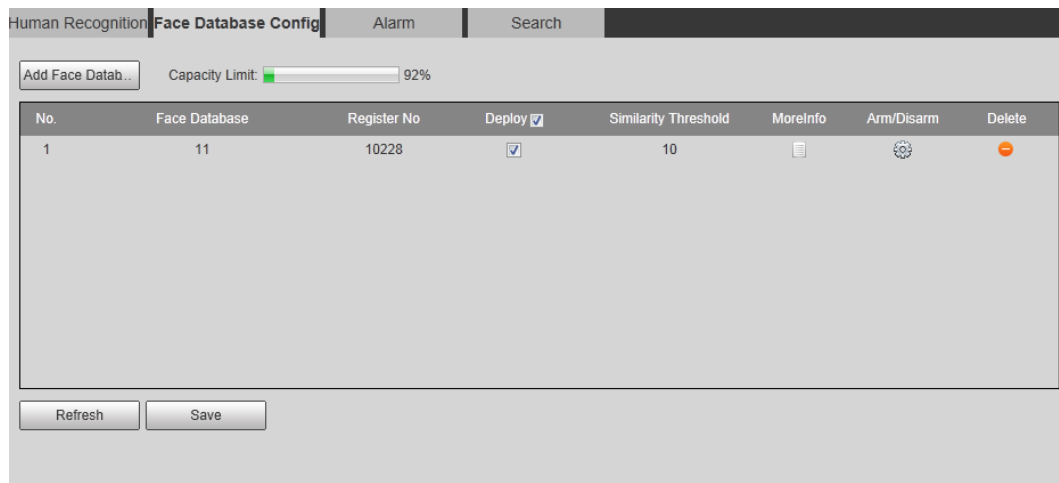 Human Recognition Face Database Config Alarm Search
Add Face Datab... Capacity Limit: 92%
No. Face Database Register No Deploy Similarity Threshold MoreInfo Arm/Disarm Delete
1 11 10228 10
Refresh Save